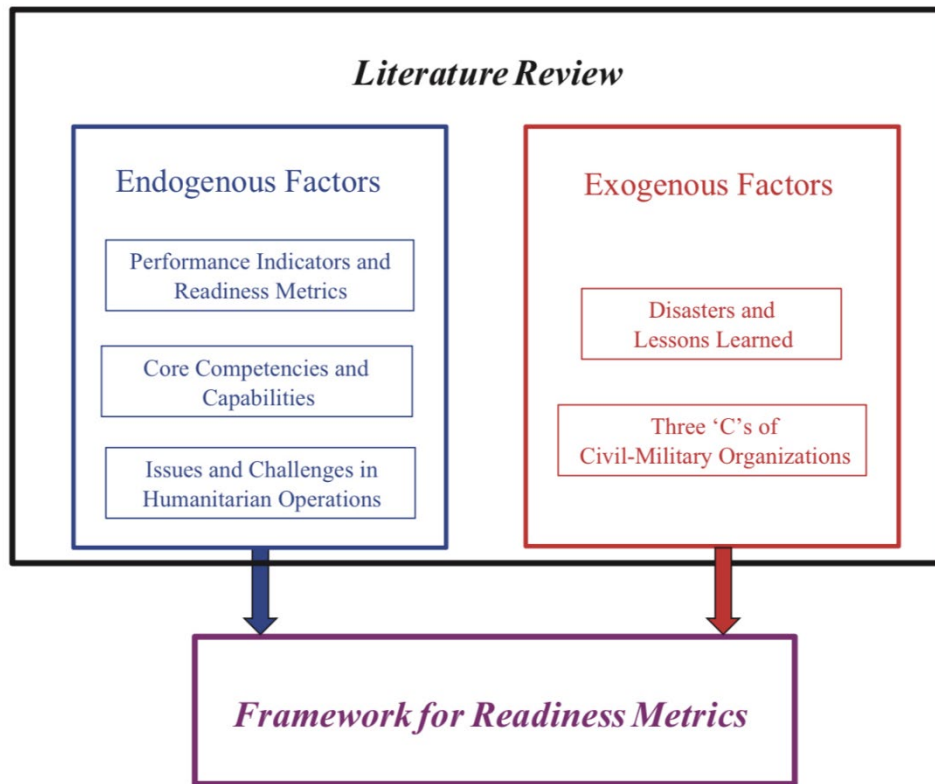 Literature Review
Endogenous Factors
Performance Indicators and
Readiness Metrics
Core Competencies and
Capabilities
Issues and Challenges in
Humanitarian Operations
Exogenous Factors
Disasters and
Lessons Learned
Three ‘C’s of
Civil-Military Organizations
Framework for Readiness Metrics